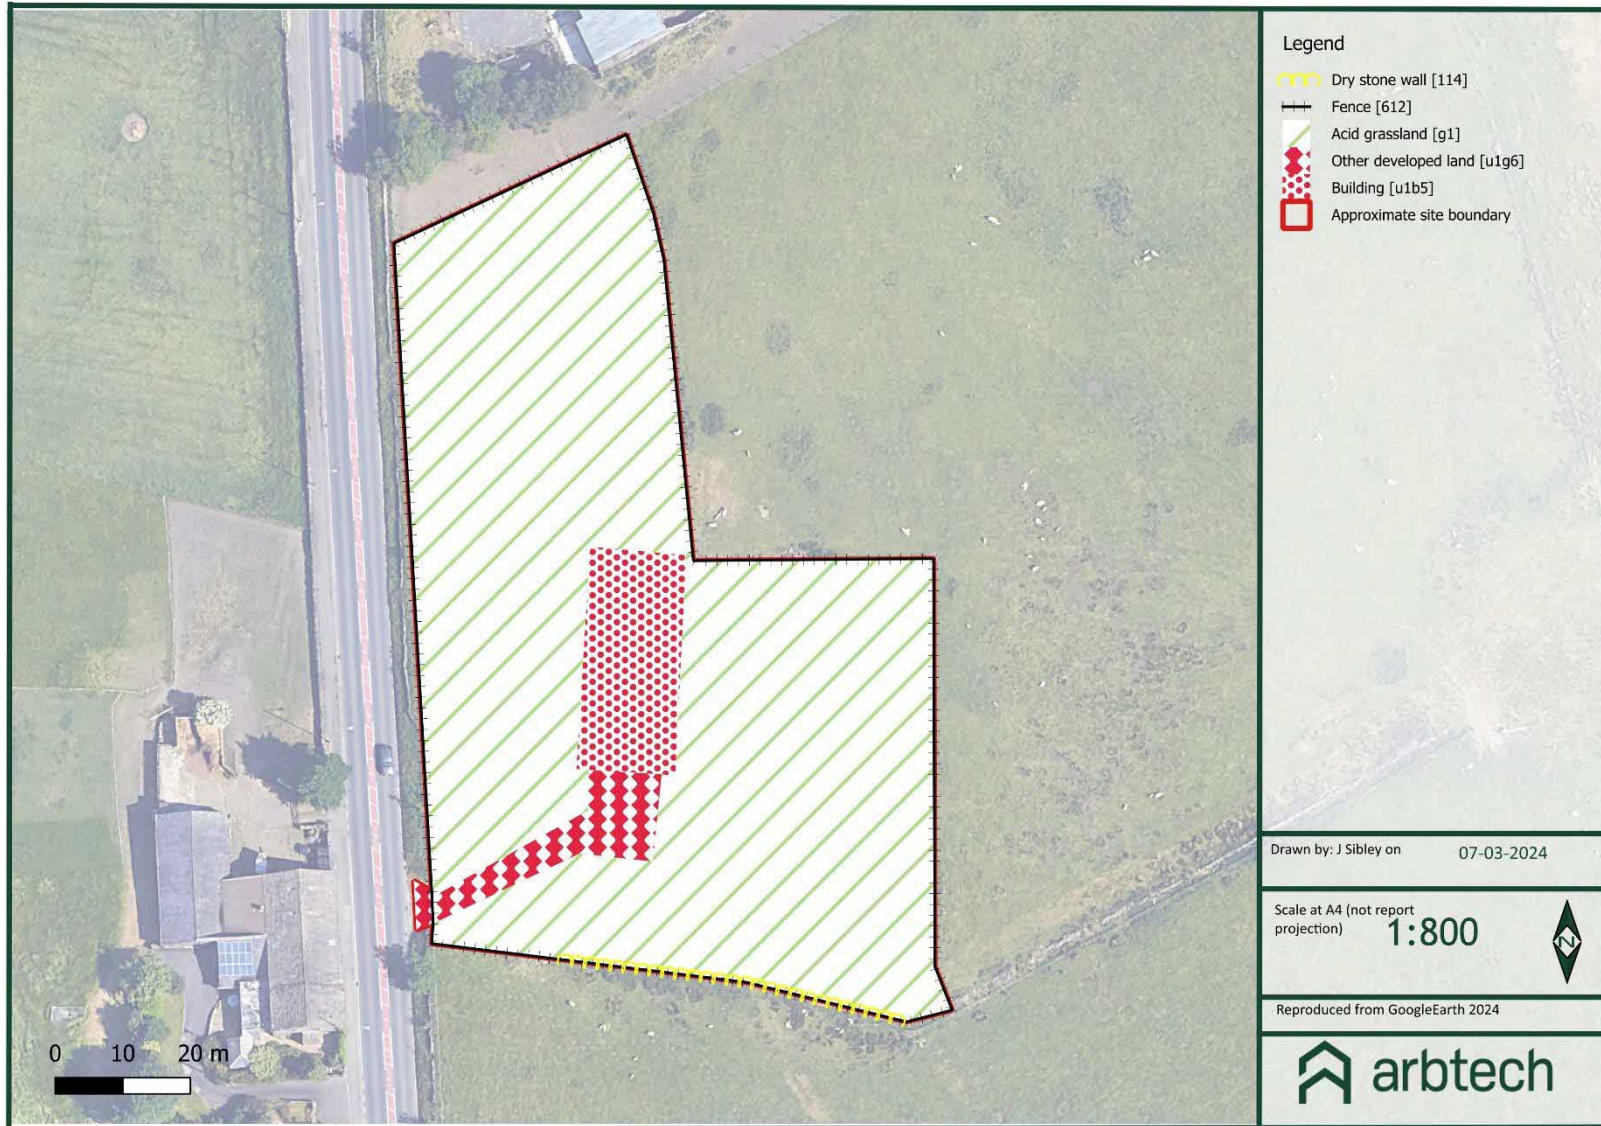 Legend
Dry stone wall [114]
Fence [612]
Acid grassland [g1]
Other developed land [u1g6]
Building [u1b5]
Approximate site boundary
Drawn by: J Sibley on 07-03-2024
Scale at A4 (not report
projection) 1:800
N
Reproduced from GoogleEarth 2024
arbtech
0 10 20 m